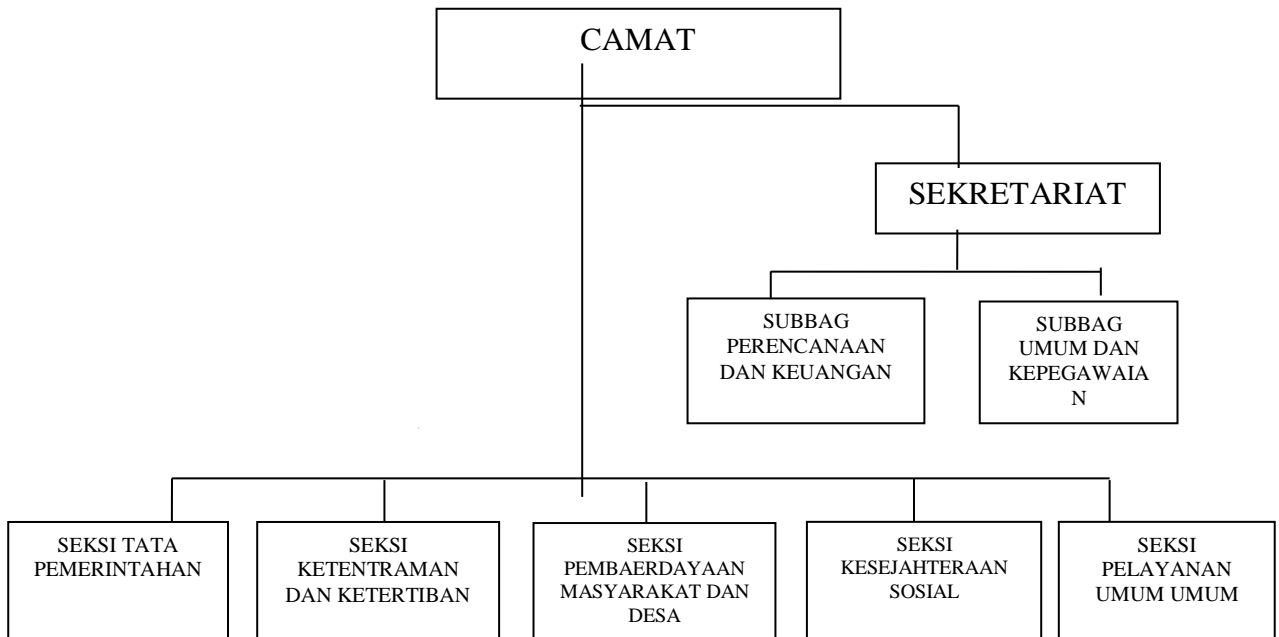 CAMAT
SEKRETARIAT
SUBBAG
PERENCANAAN
DAN KEUANGAN
SUBBAG
UMUM DAN
KEPEGAWAIA
N
SEKSI TATA
PEMERINTAHAN
SEKSI
KETENTRAMAN
DAN KETERTIBAN
SEKSI
PEMBAERDAYAAN
MASYARAKAT DAN
DESA
SEKSI
KESEJAHTERAAN
SOSIAL
SEKSI
PELAYANAN
UMUM UMUM